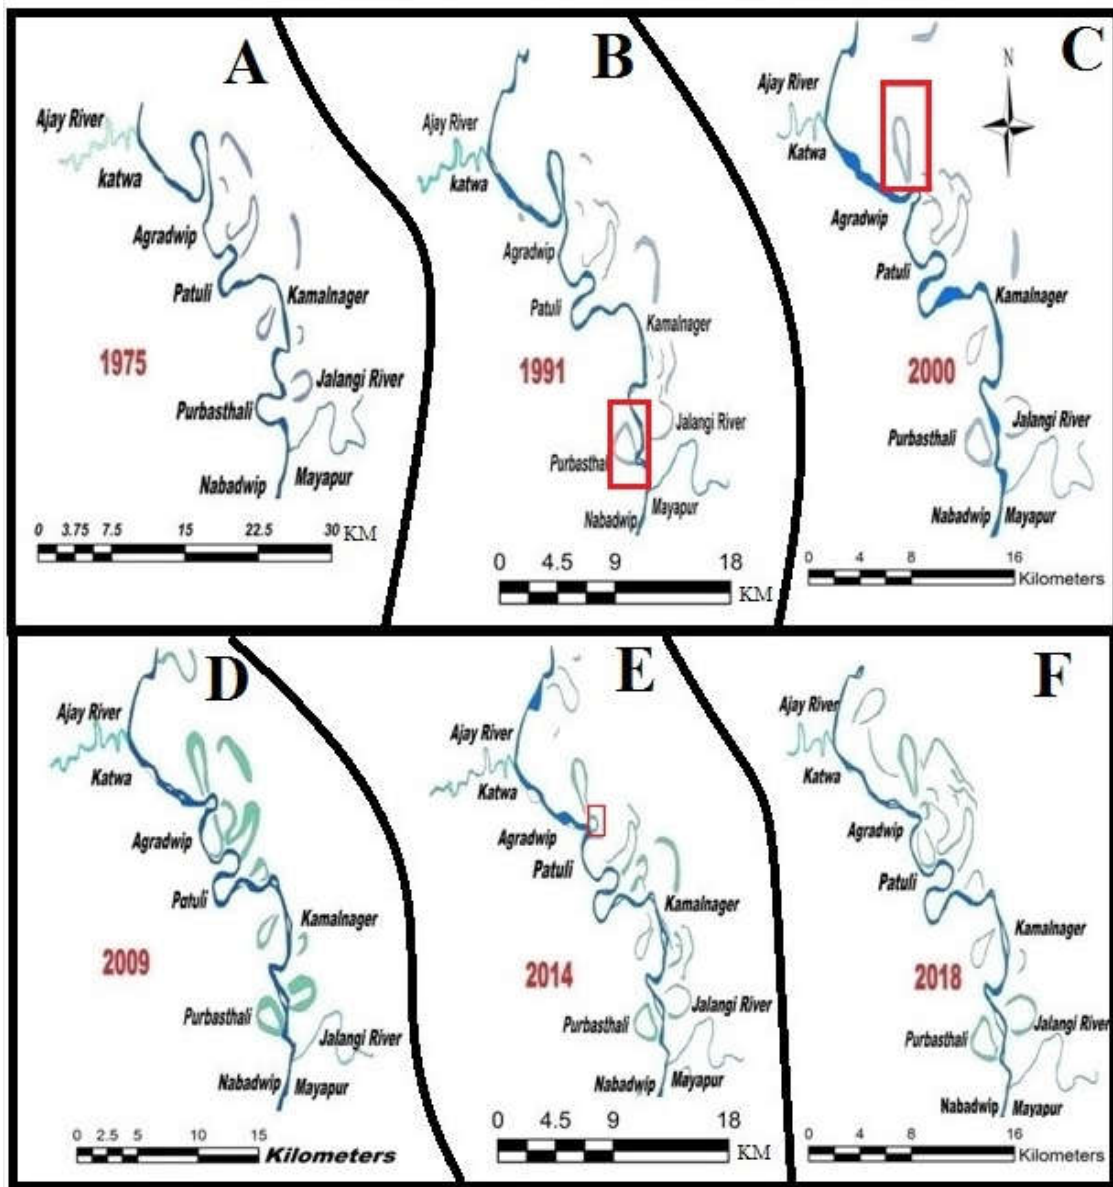 A
Ajay River
katwa
Agradwip
Patuli
Kamalnager
1975
Jalangi River
Purbasthali
Nabadwip
Mayapur
0 3.75 7.5 15 22.5 30 KM
B
Ajay River
katwa
Agradwip
Patuli
Kamalnager
1991
Jalangi River
Purbasthali
Mayapur
Nabadwip
0 4.5 9 18
KM
C
N
Ajay River
Katwa
Agradwip
Patuli
Kamalnager
2000
Jalangi River
Purbasthali
Nabadwip Mayapur
0 4 8 16
Kilometers
D
Ajay River
Katwa
Agradwip
Patuli
Kamalnager
2009
Purbasthali
Jalangi River
Nabadwip Mayapur
0 2.5 5 10 15
Kilometers
E
Ajay River
Katwa
Agradwip
Patuli
Kamalnager
2014
Jalangi River
Purbasthali
Nabadwip Mayapur
0 4.5 9 18
KM
F
Ajay River
Katwa
Agradwip
Patuli
Kamalnager
2018
Jalangi River
Purbasthali
Nabadwip Mayapur
0 4 8 16
Kilometers